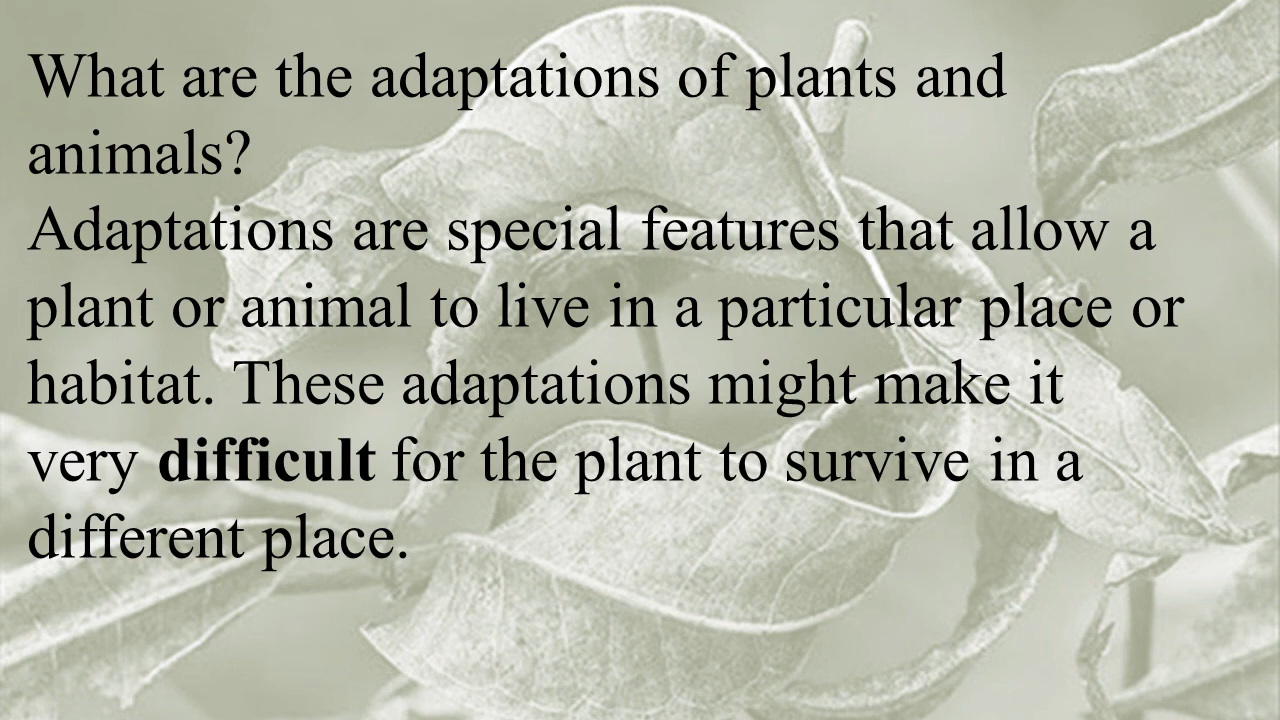 What are the adaptations of plants and
animals?
Adaptations are special features that allow a
plant or animal to live in a particular place or
habitat. These adaptations might make it
very difficult for the plant to survive in a
different place.